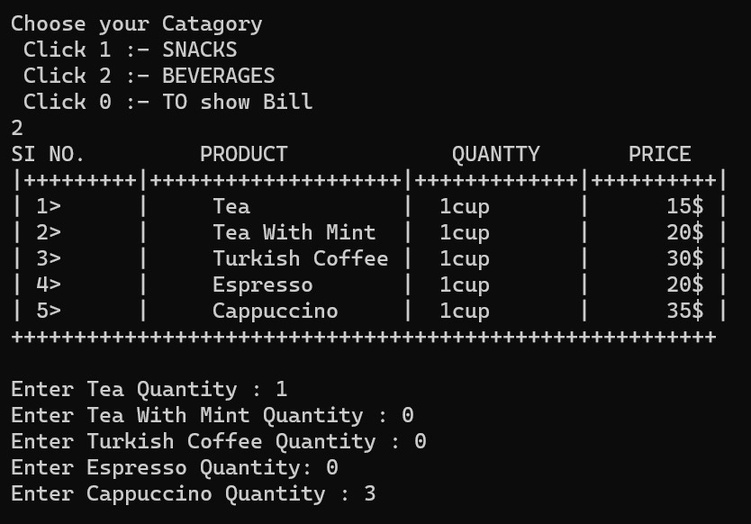 Choose your Catagory
 Click 1 :- SNACKS
 Click 2 :- BEVERAGES
 Click 0 :- TO show Bill
2
SI NO.         PRODUCT             QUANTTY       PRICE
|+++++++++|++++++++++++++++++++|+++++++++++++|++++++++++|
| 1>      |     Tea            |  1cup       |      15$ |
| 2>      |     Tea With Mint  |  1cup       |      20$ |
| 3>      |     Turkish Coffee |  1cup       |      30$ |
| 4>      |     Espresso       |  1cup       |      20$ |
| 5>      |     Cappuccino     |  1cup       |      35$ |
++++++++++++++++++++++++++++++++++++++++++++++++++++++++

Enter Tea Quantity : 1
Enter Tea With Mint Quantity : 0
Enter Turkish Coffee Quantity : 0
Enter Espresso Quantity: 0
Enter Cappuccino Quantity : 3